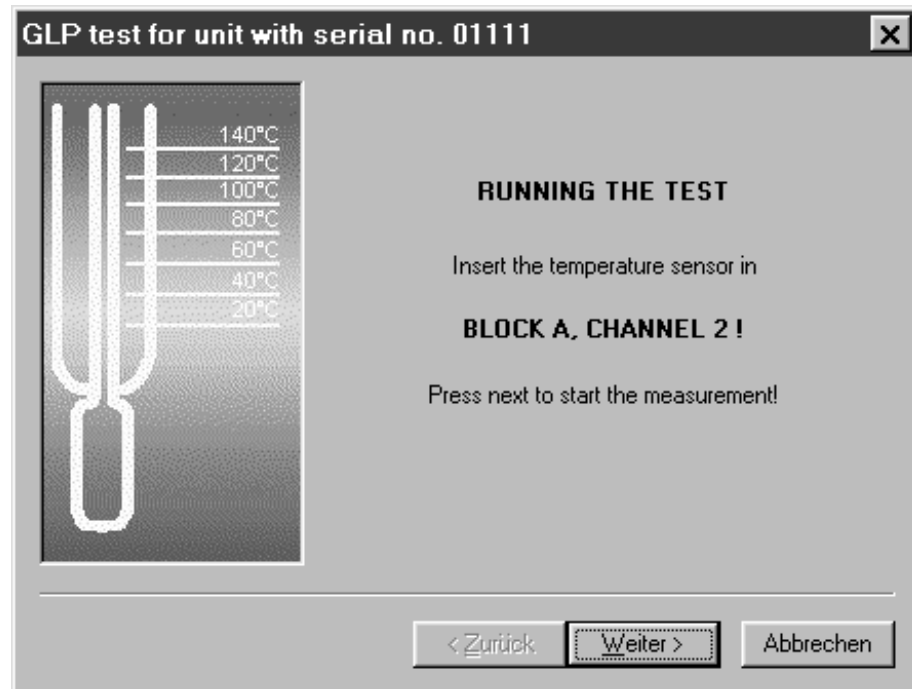 GLP test for unit with serial no. 01111
140°C
120°C
100°C
80°C
60°C
40°C
20°C
RUNNING THE TEST
Insert the temperature sensor in
BLOCK A, CHANNEL 2 !
Press next to start the measurement!
< Zurück Weiter > Abbrechen